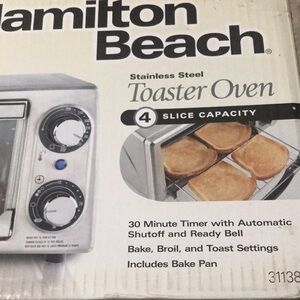 Hamilton
Beach®
Stainless Steel
Toaster Oven
4 SLICE CAPACITY
30 Minute Timer with Automatic
Shutoff and Ready Bell
Bake, Broil, and Toast Settings
Includes Bake Pan
31138